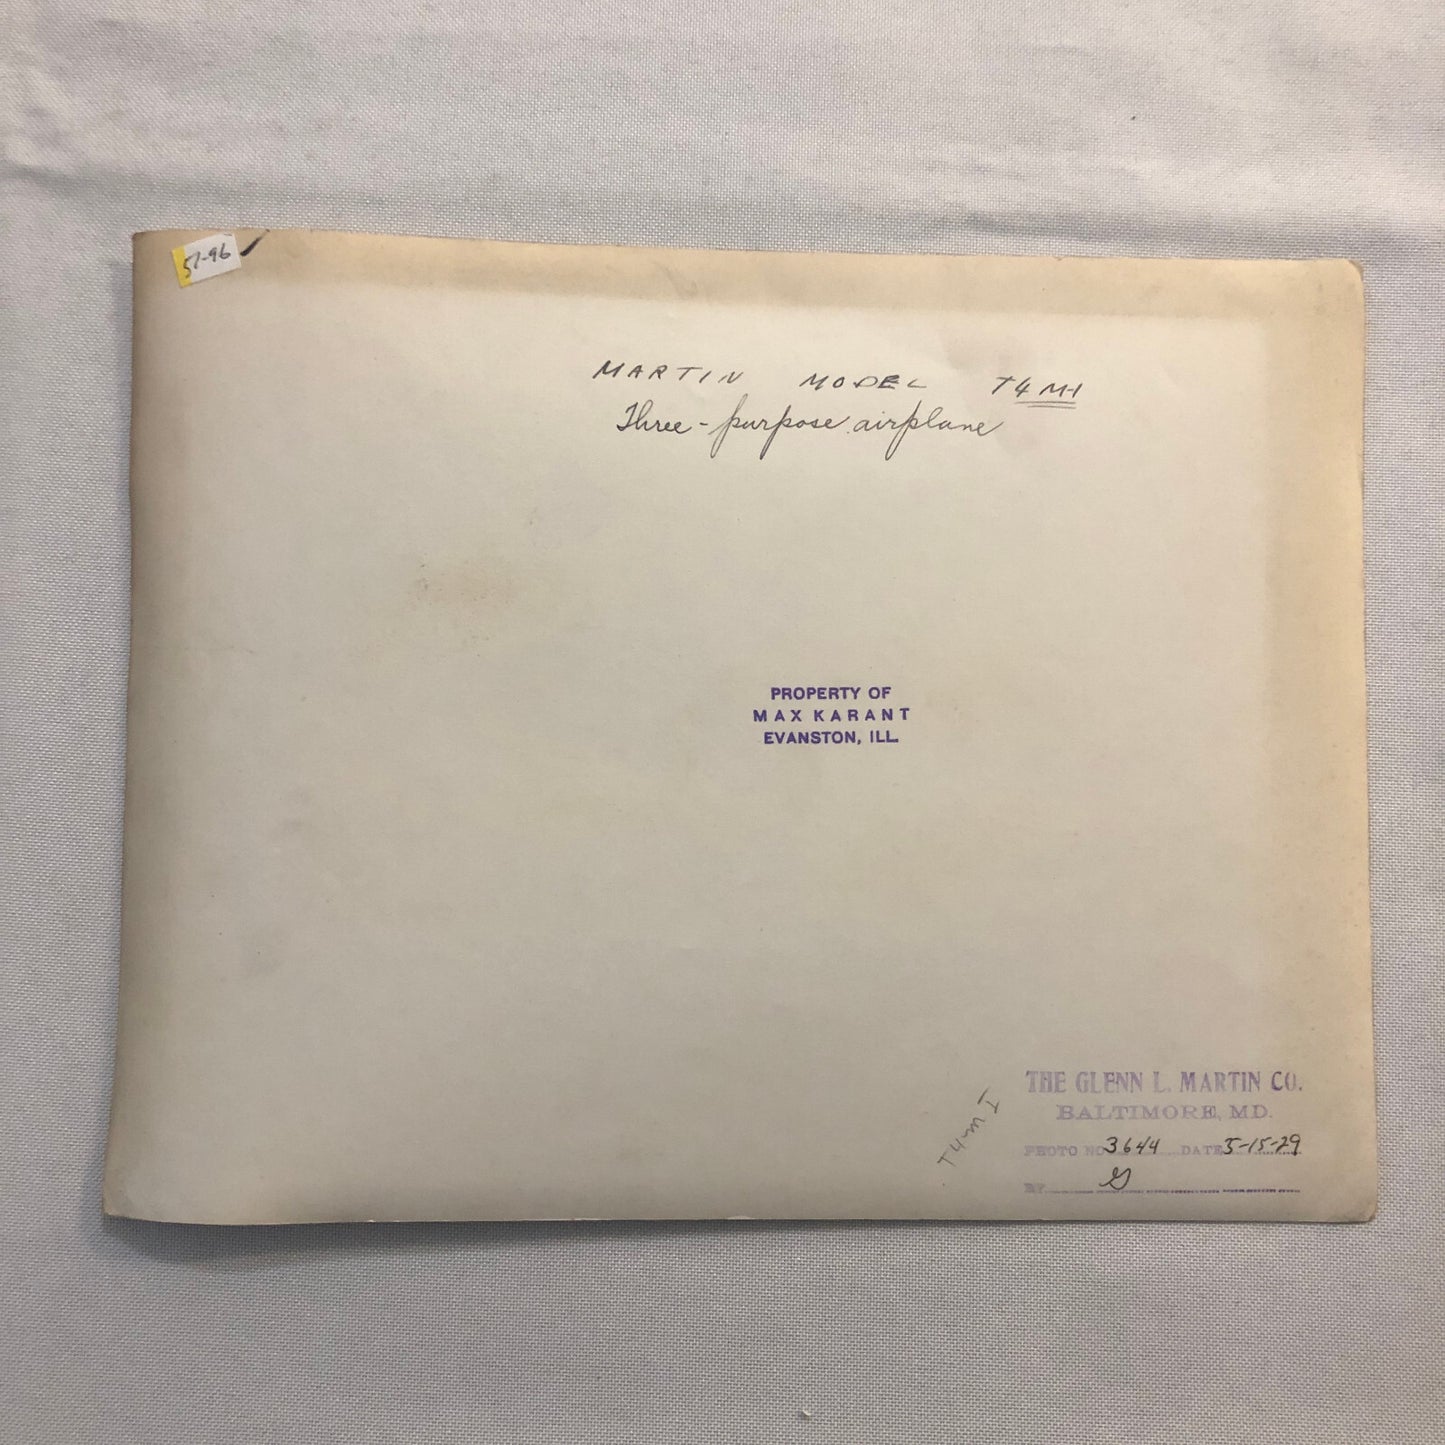 57-96
MARTIN MODEL T4M-1
Three-purpose airplane
PROPERTY OF
MAX KARANT
EVANSTON, ILL.
T4-M I
THE GLENN L. MARTIN CO.
BALTIMORE, MD.
PHOTO NO 3644 DATE 5-15-29
BY G